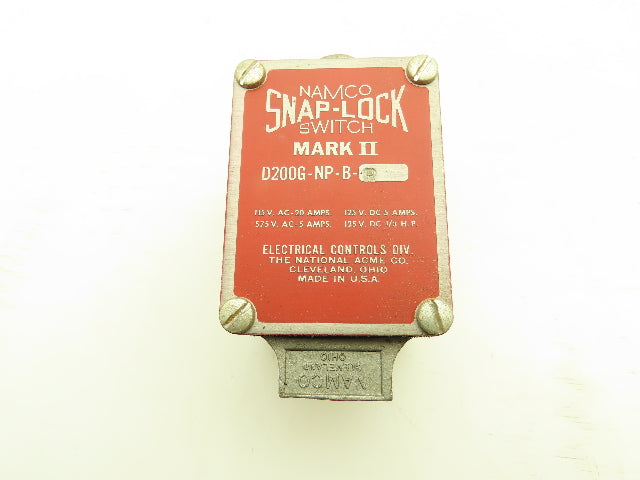 NAMCO
SNAP-LOCK
SWITCH
MARK II
D200G-NP-B-
115 V. AC-20 AMPS. 125 V. DC 5 AMPS.
575 V. AC-5 AMPS. 125 V. DC 1/5 H.P.
ELECTRICAL CONTROLS DIV.
THE NATIONAL ACME CO.
CLEVELAND, OHIO
MADE IN U.S.A.
NAMCO
CLEVELAND
OHIO